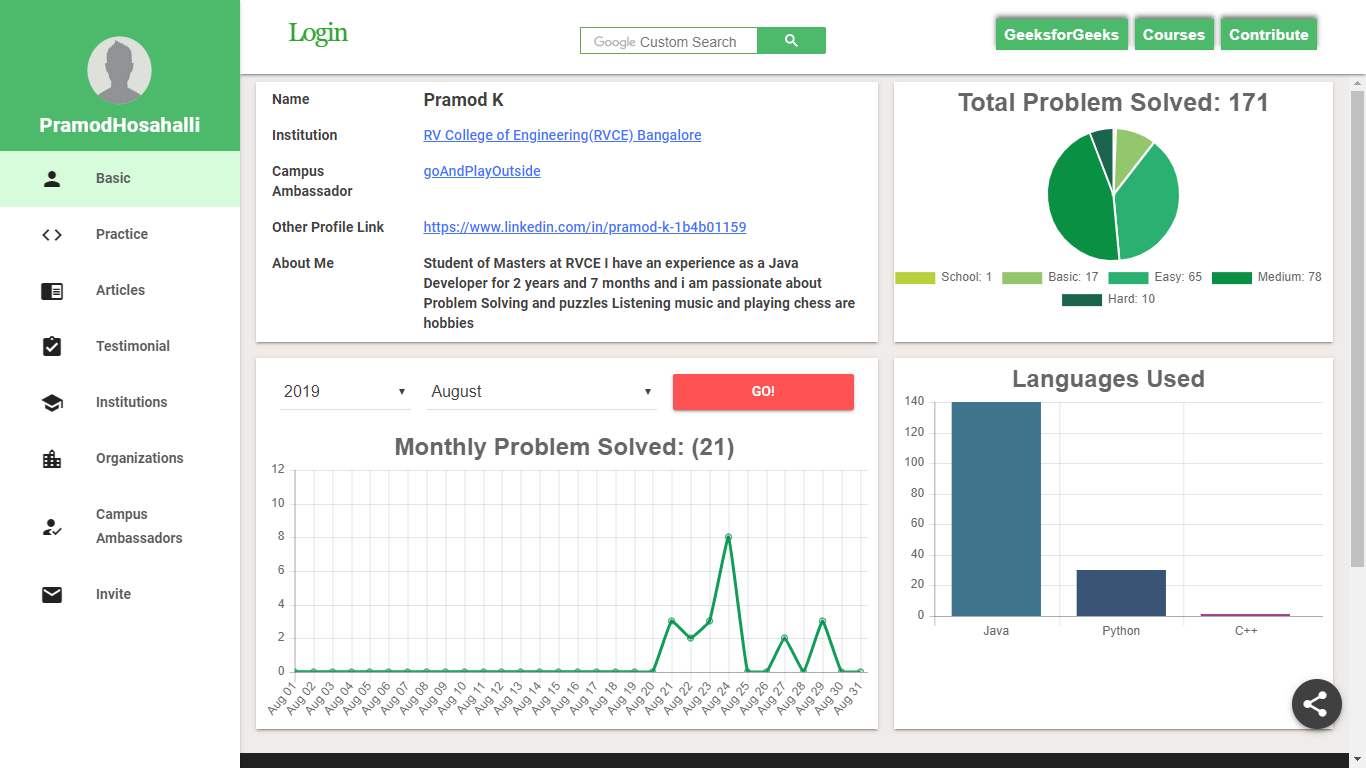 PramodHosahalli
Basic
Practice
Articles
Testimonial
Institutions
Organizations
Campus
Ambassadors
Invite
Login
Google Custom Search
GeeksforGeeks Courses Contribute
Name Pramod K
Institution RV College of Engineering(RVCE) Bangalore
Campus
Ambassador
goAndPlayOutside
Other Profile Link https://www.linkedin.com/in/pramod-k-1b4b01159
About Me Student of Masters at RVCE I have an experience as a Java
Developer for 2 years and 7 months and i am passionate about
Problem Solving and puzzles Listening music and playing chess are
hobbies
Total Problem Solved: 171
School: 1 Basic: 17 Easy: 65 Medium: 78
Hard: 10
2019 August GO!
Monthly Problem Solved: (21)
12
10
8
6
4
2
0
Aug 01 Aug 02 Aug 03 Aug 04 Aug 05 Aug 06 Aug 07 Aug 08 Aug 09 Aug 10 Aug 11 Aug 12 Aug 13 Aug 14 Aug 15 Aug 16 Aug 17 Aug 18 Aug 19 Aug 20 Aug 21 Aug 22 Aug 23 Aug 24 Aug 25 Aug 26 Aug 27 Aug 28 Aug 29 Aug 30 Aug 31
Languages Used
140
120
100
80
60
40
20
0
Java Python C++